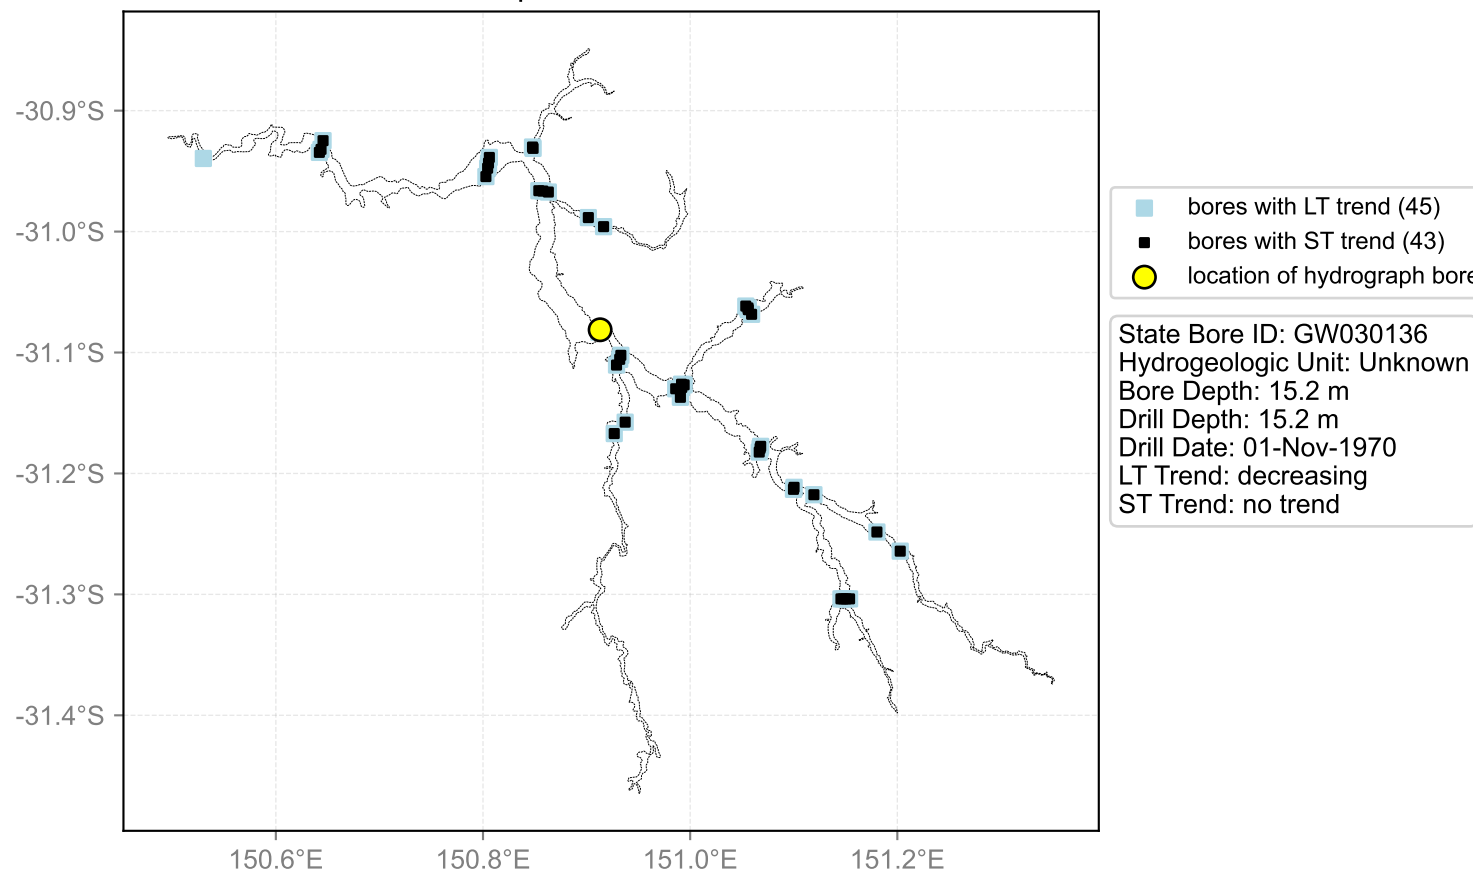 -30.9°S
-31.0°S
-31.1°S
-31.2°S
-31.3°S
-31.4°S
150.6°E
150.8°E
151.0°E
151.2°E
bores with LT trend (45)
bores with ST trend (43)
location of hydrograph bore
State Bore ID: GW030136
Hydrogeologic Unit: Unknown
Bore Depth: 15.2 m
Drill Depth: 15.2 m
Drill Date: 01-Nov-1970
LT Trend: decreasing
ST Trend: no trend